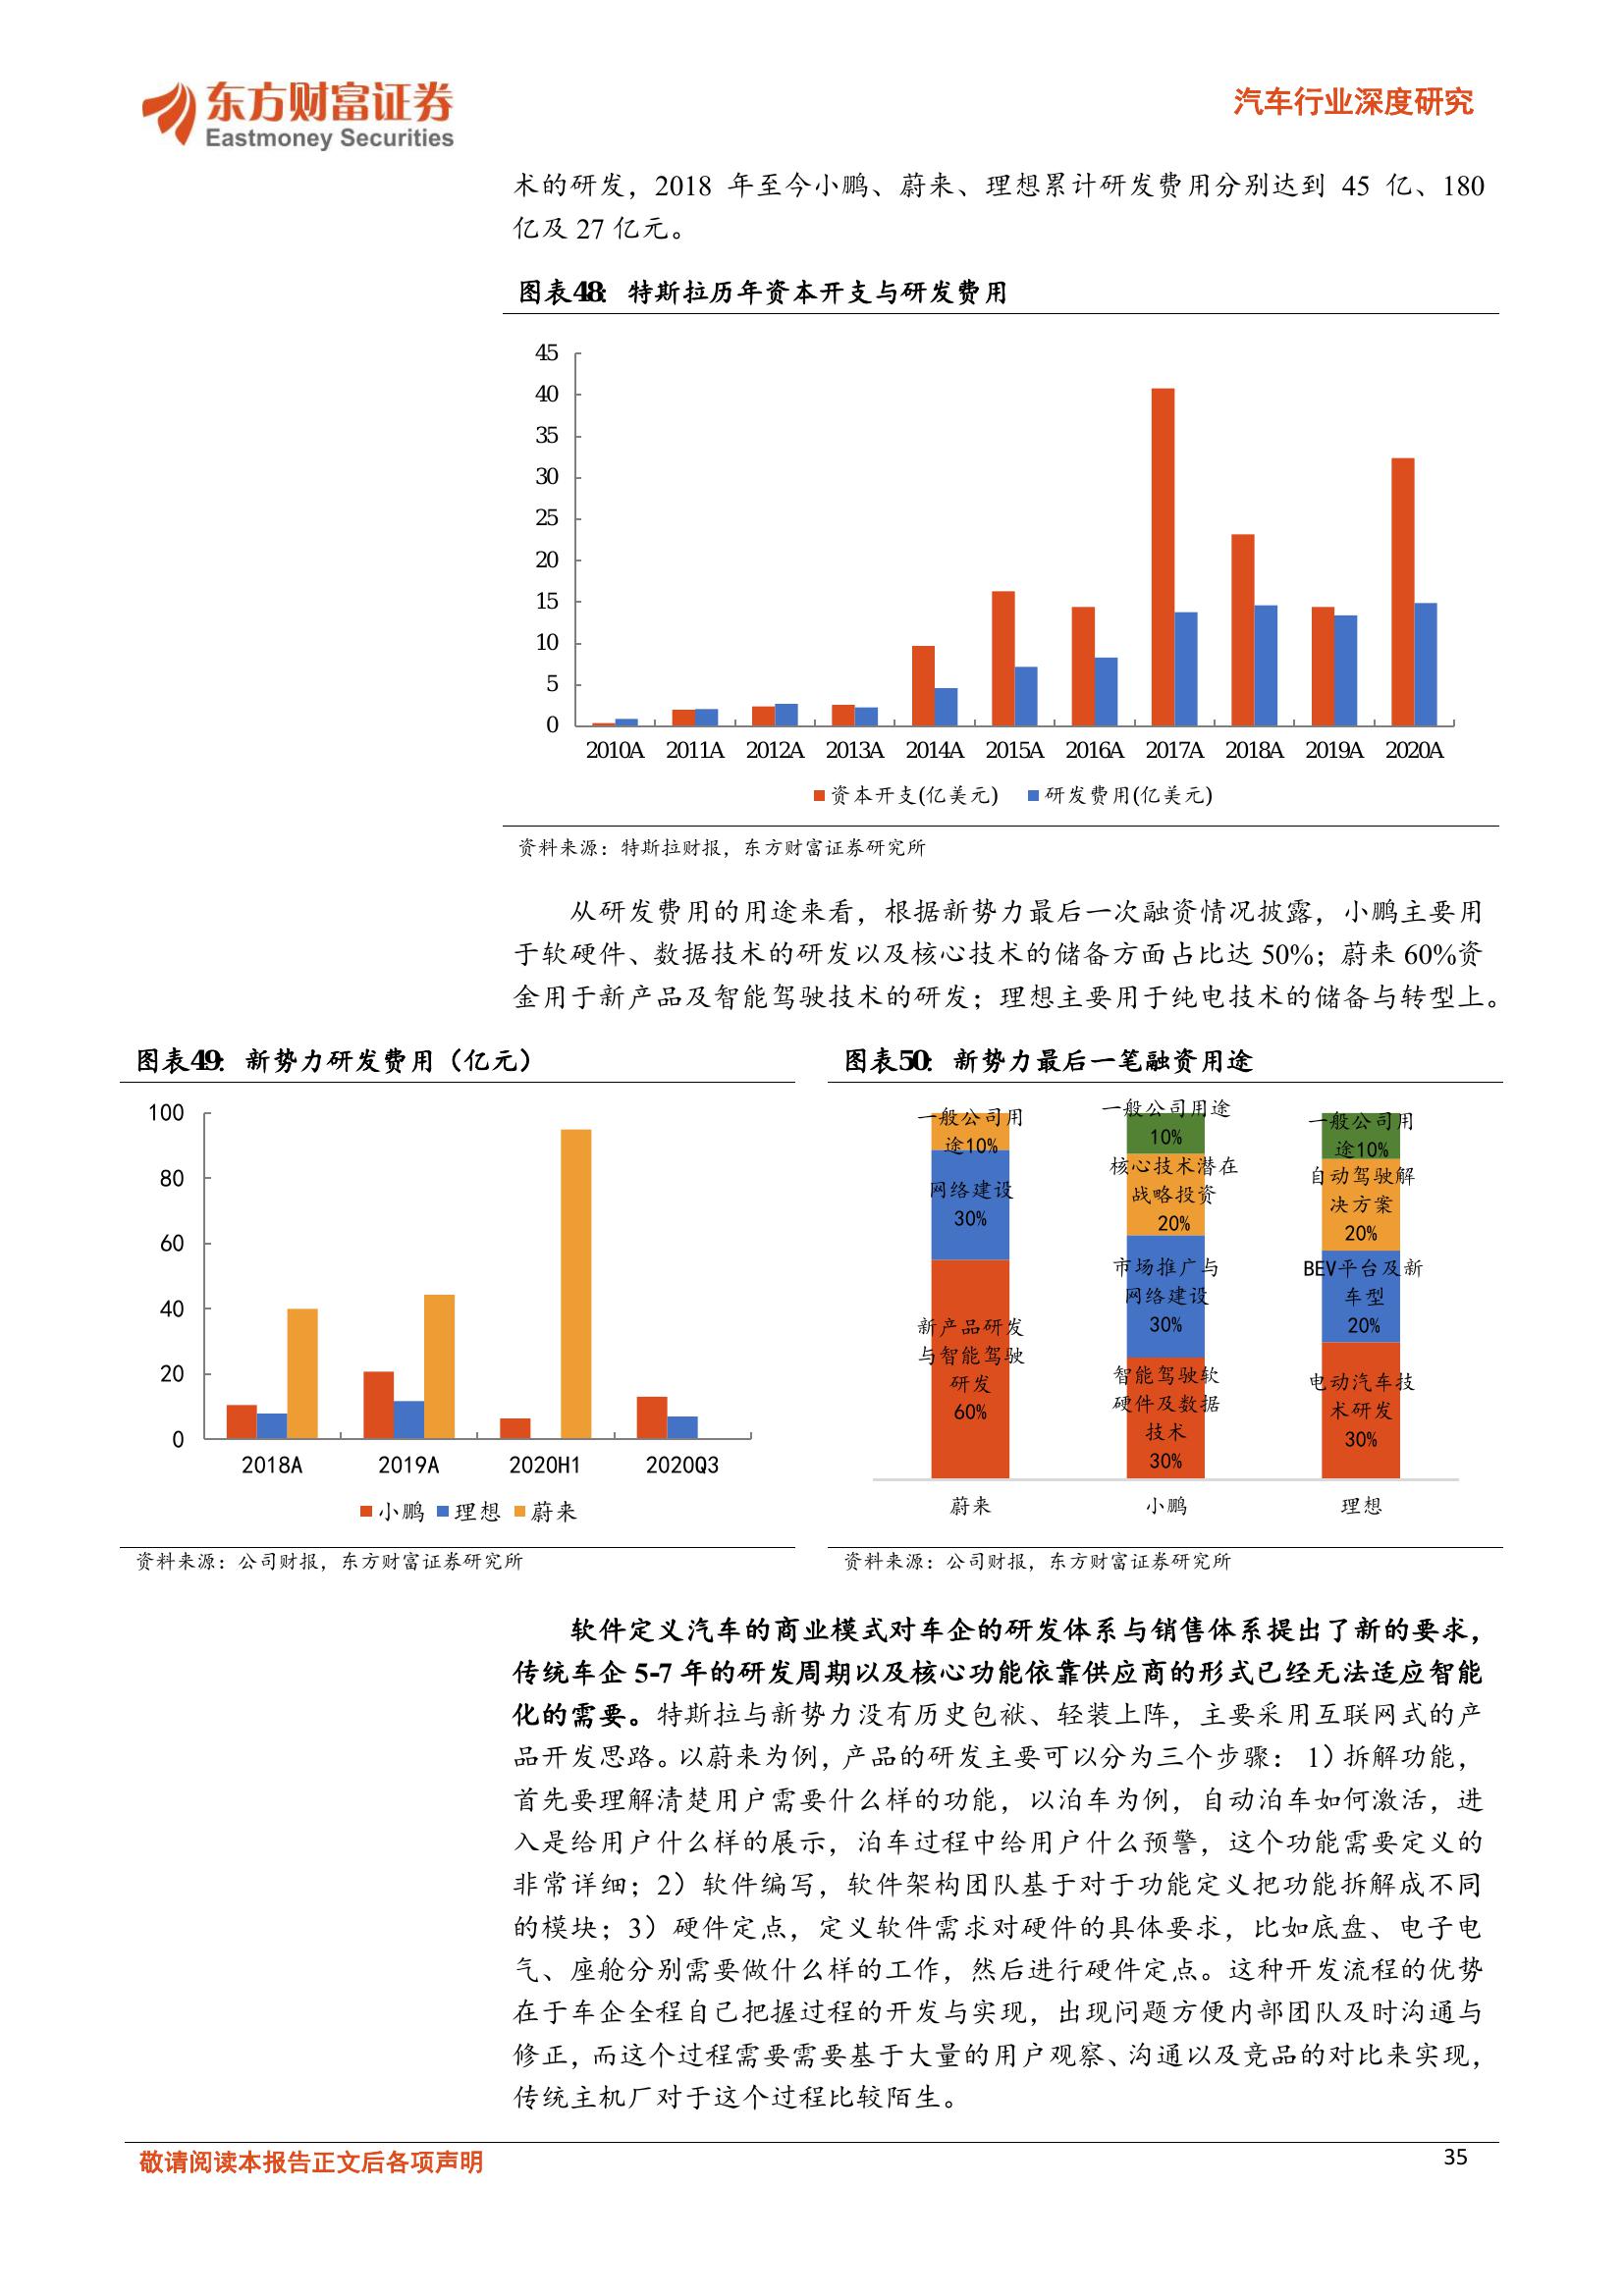 东方财富证券
Eastmoney Securities
汽车行业深度研究
术的研发，2018 年至今小鹏、蔚来、理想累计研发费用分别达到 45 亿、180
亿及 27 亿元。
图表48： 特斯拉历年资本开支与研发费用
45
40
35
30
25
20
15
10
5
0
2010A 2011A 2012A 2013A 2014A 2015A 2016A 2017A 2018A 2019A 2020A
资本开支(亿美元) 研发费用(亿美元)
资料来源：特斯拉财报，东方财富证券研究所
从研发费用的用途来看，根据新势力最后一次融资情况披露，小鹏主要用
于软硬件、数据技术的研发以及核心技术的储备方面占比达 50%；蔚来 60%资
金用于新产品及智能驾驶技术的研发；理想主要用于纯电技术的储备与转型上。
图表49： 新势力研发费用（亿元）
100
80
60
40
20
0
2018A 2019A 2020H1 2020Q3
小鹏 理想 蔚来
资料来源：公司财报，东方财富证券研究所
图表50： 新势力最后一笔融资用途
一般公司用
途10%
网络建设
30%
新产品研发
与智能驾驶
研发
60%
一般公司用途
10%
核心技术潜在
战略投资
20%
市场推广与
网络建设
30%
智能驾驶软
硬件及数据
技术
30%
一般公司用
途10%
自动驾驶解
决方案
20%
BEV平台及新
车型
20%
电动汽车技
术研发
30%
蔚来 小鹏 理想
资料来源：公司财报，东方财富证券研究所
软件定义汽车的商业模式对车企的研发体系与销售体系提出了新的要求，
传统车企 5-7 年的研发周期以及核心功能依靠供应商的形式已经无法适应智能
化的需要。特斯拉与新势力没有历史包袱、轻装上阵，主要采用互联网式的产
品开发思路。以蔚来为例，产品的研发主要可以分为三个步骤： 1）拆解功能，
首先要理解清楚用户需要什么样的功能，以泊车为例，自动泊车如何激活，进
入是给用户什么样的展示，泊车过程中给用户什么预警，这个功能需要定义的
非常详细；2）软件编写，软件架构团队基于对于功能定义把功能拆解成不同
的模块；3）硬件定点，定义软件需求对硬件的具体要求，比如底盘、电子电
气、座舱分别需要做什么样的工作，然后进行硬件定点。这种开发流程的优势
在于车企全程自己把握过程的开发与实现，出现问题方便内部团队及时沟通与
修正，而这个过程需要需要基于大量的用户观察、沟通以及竞品的对比来实现，
传统主机厂对于这个过程比较陌生。
敬请阅读本报告正文后各项声明
35